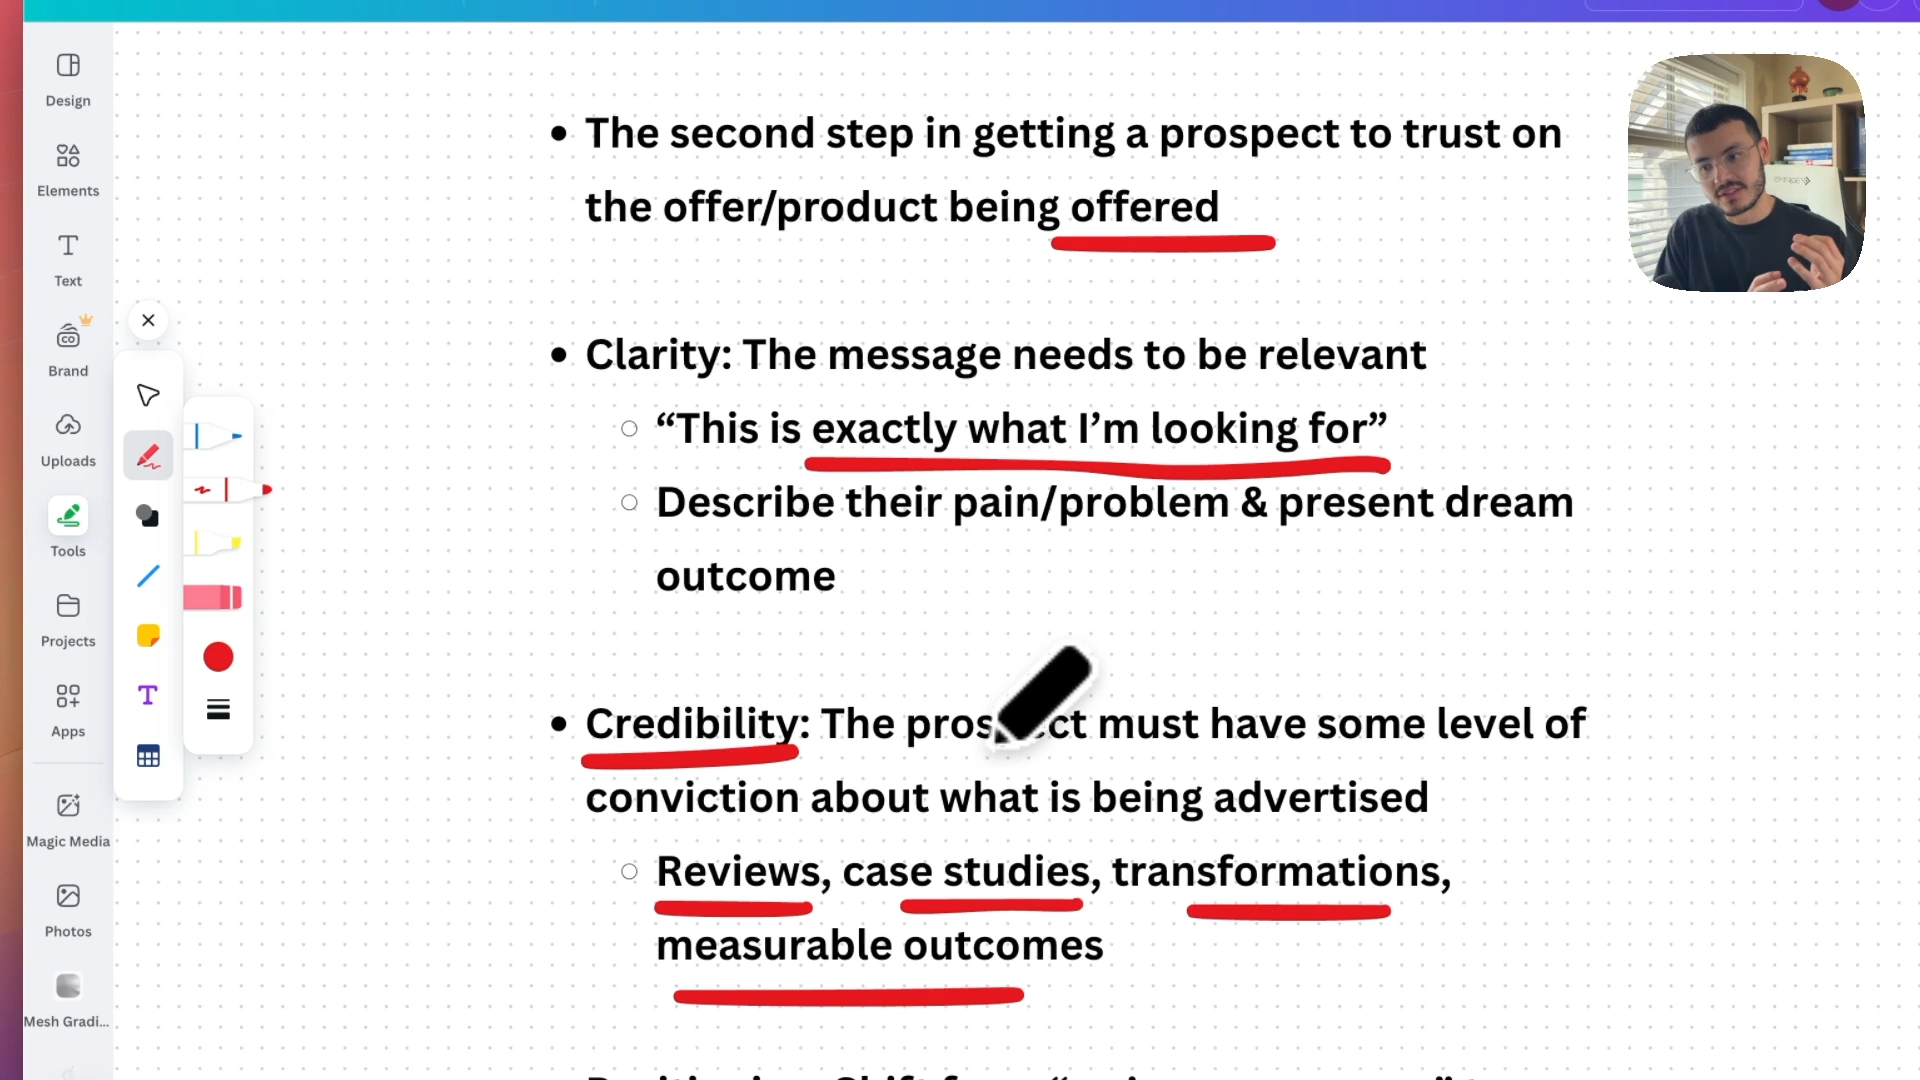 Design
Elements
Text
Brand
Uploads
Tools
Projects
Apps
Magic Media
Photos
Mesh Gradi...
• The second step in getting a prospect to trust on
the offer/product being offered
• Clarity: The message needs to be relevant
○ “This is exactly what I’m looking for”
○ Describe their pain/problem & present dream
outcome
• Credibility: The prospect must have some level of
conviction about what is being advertised
○ Reviews, case studies, transformations,
measurable outcomes